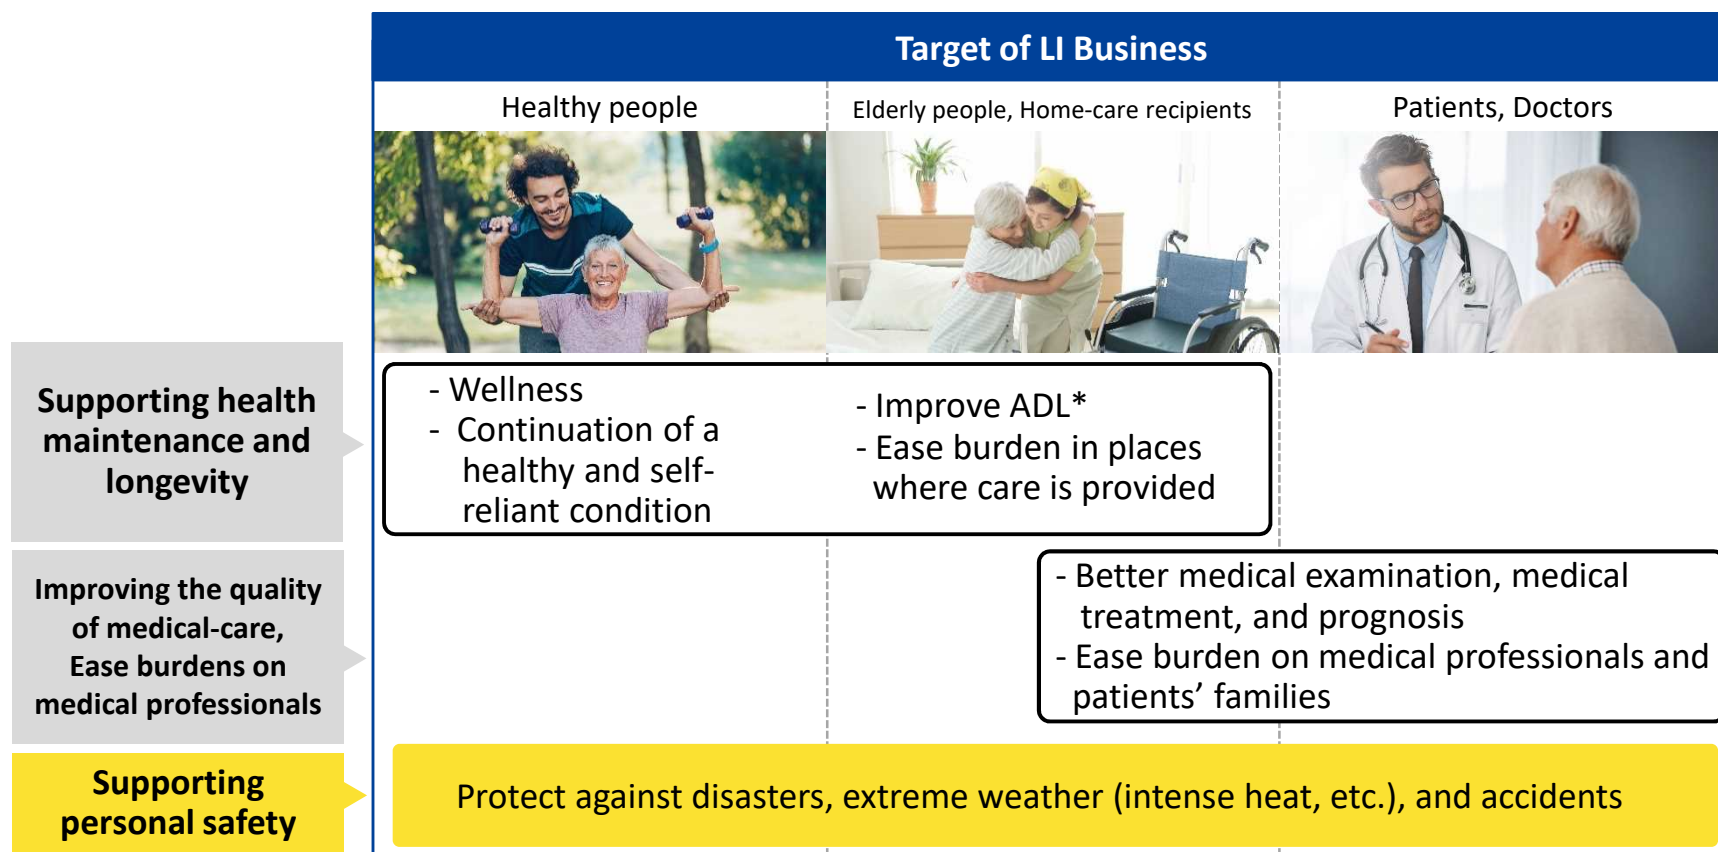 Target of LI Business
Healthy people
Elderly people, Home-care recipients
Patients, Doctors
Supporting health
maintenance and
longevity
- Wellness
- Continuation of a
healthy and self-
reliant condition
- Improve ADL*
- Ease burden in places
where care is provided
Improving the quality
of medical-care,
Ease burdens on
medical professionals
- Better medical examination, medical
treatment, and prognosis
- Ease burden on medical professionals and
patients’ families
Supporting
personal safety
Protect against disasters, extreme weather (intense heat, etc.), and accidents